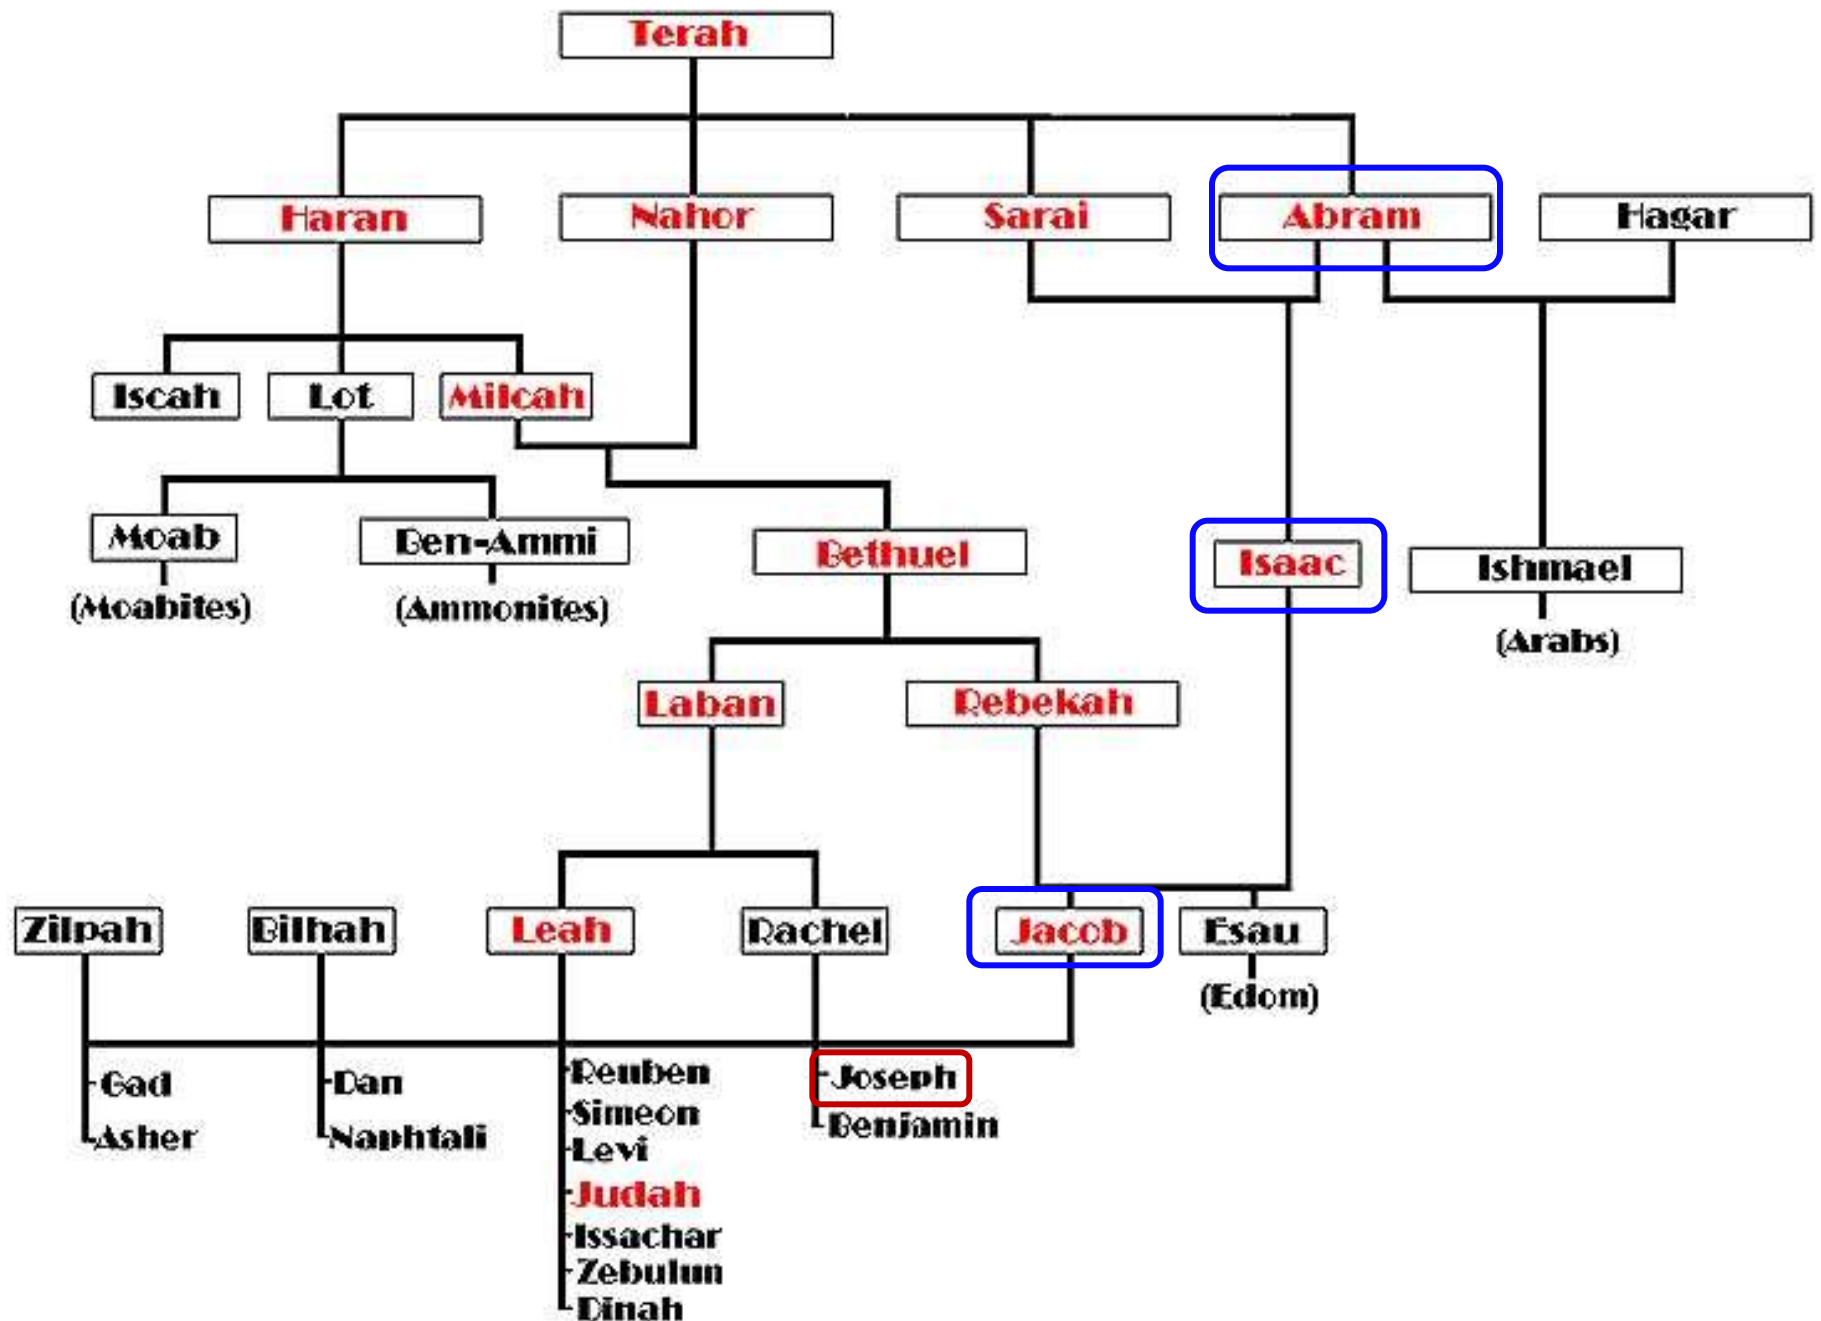 Terah
Haran Nahor Sarai Abram Hagar
Iscah Lot Milcah
Moab Ben-Ammi Bethuel Isaac Ishmael
(Moabites) (Ammonites) (Arabs)
Laban Rebekah
Zilpah Bilhah Leah Rachel Jacob Esau
(Edom)
Gad Dan Reuben Joseph
Asher Naphtali Simeon Benjamin
Levi
Judah
Issachar
Zebulun
Dinah